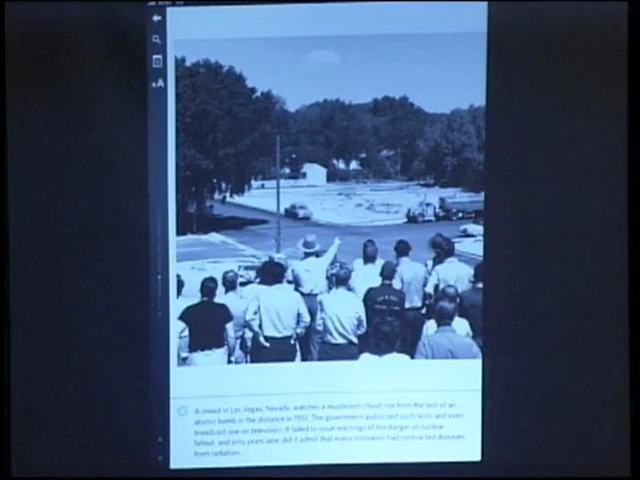 A crowd in Las Vegas, Nevada, watches a mushroom cloud rise from the test of an
atomic bomb in the distance in 1953. The government publicized such tests and even
broadcast one on television. It failed to issue warnings of the danger of nuclear
fallout, and only years later did it admit that many onlookers had contracted diseases
from radiation.